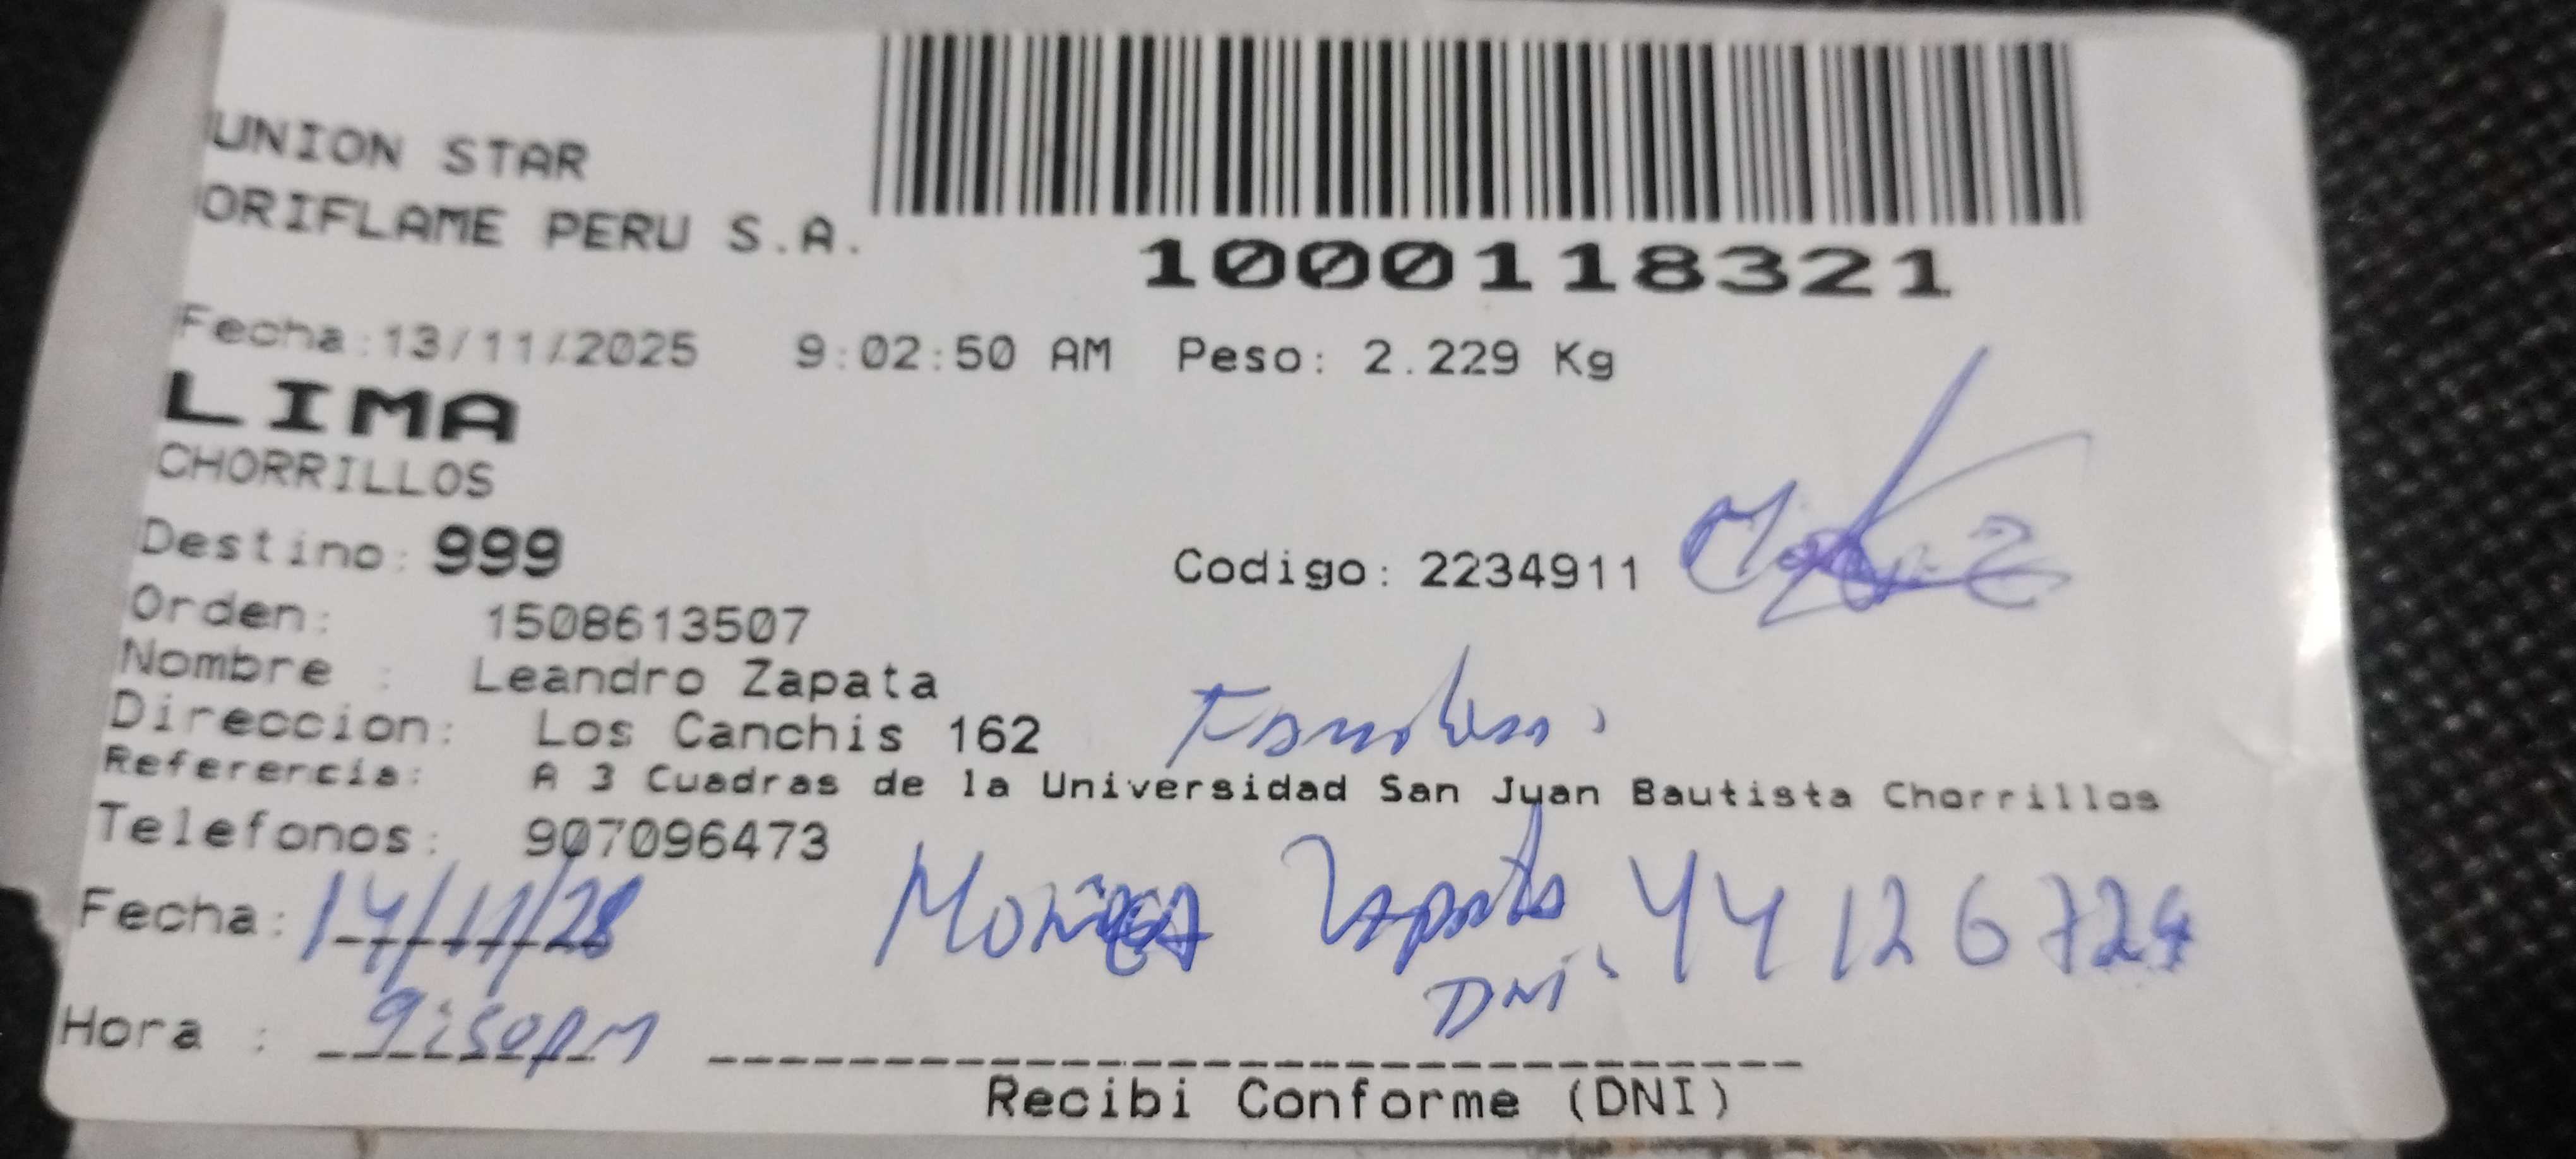 UNION STAR
ORIFLAME PERU S.A.
1000118321
Fecha:13/11/2025 9:02:50 AM Peso: 2.229 Kg
LIMA
CHORRILLOS
Destino: 999
Codigo: 2234911
Orden: 1508613507
Nombre : Leandro Zapata
Direccion: Los Canchis 162
Referencia: A 3 Cuadras de la Universidad San Juan Bautista Chorrillos
Telefonos: 907096473
Fecha: 14/11/28
Zapata 44126724
DNI:
Hora : 9:50pm
Recibi Conforme (DNI)